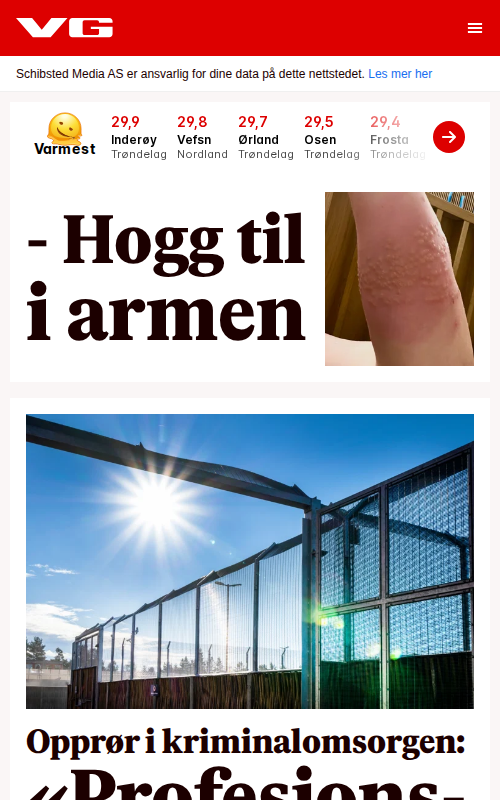 VG
Schibsted Media AS er ansvarlig for dine data på dette nettstedet. Les mer her
Varmest
29,9
Inderøy
Trøndelag
29,8
Vefsn
Nordland
29,7
Ørland
Trøndelag
29,5
Osen
Trøndelag
29,4
Frosta
Trøndelag
- Hogg til
i armen
Opprør i kriminalomsorgen:
«Profesjons-